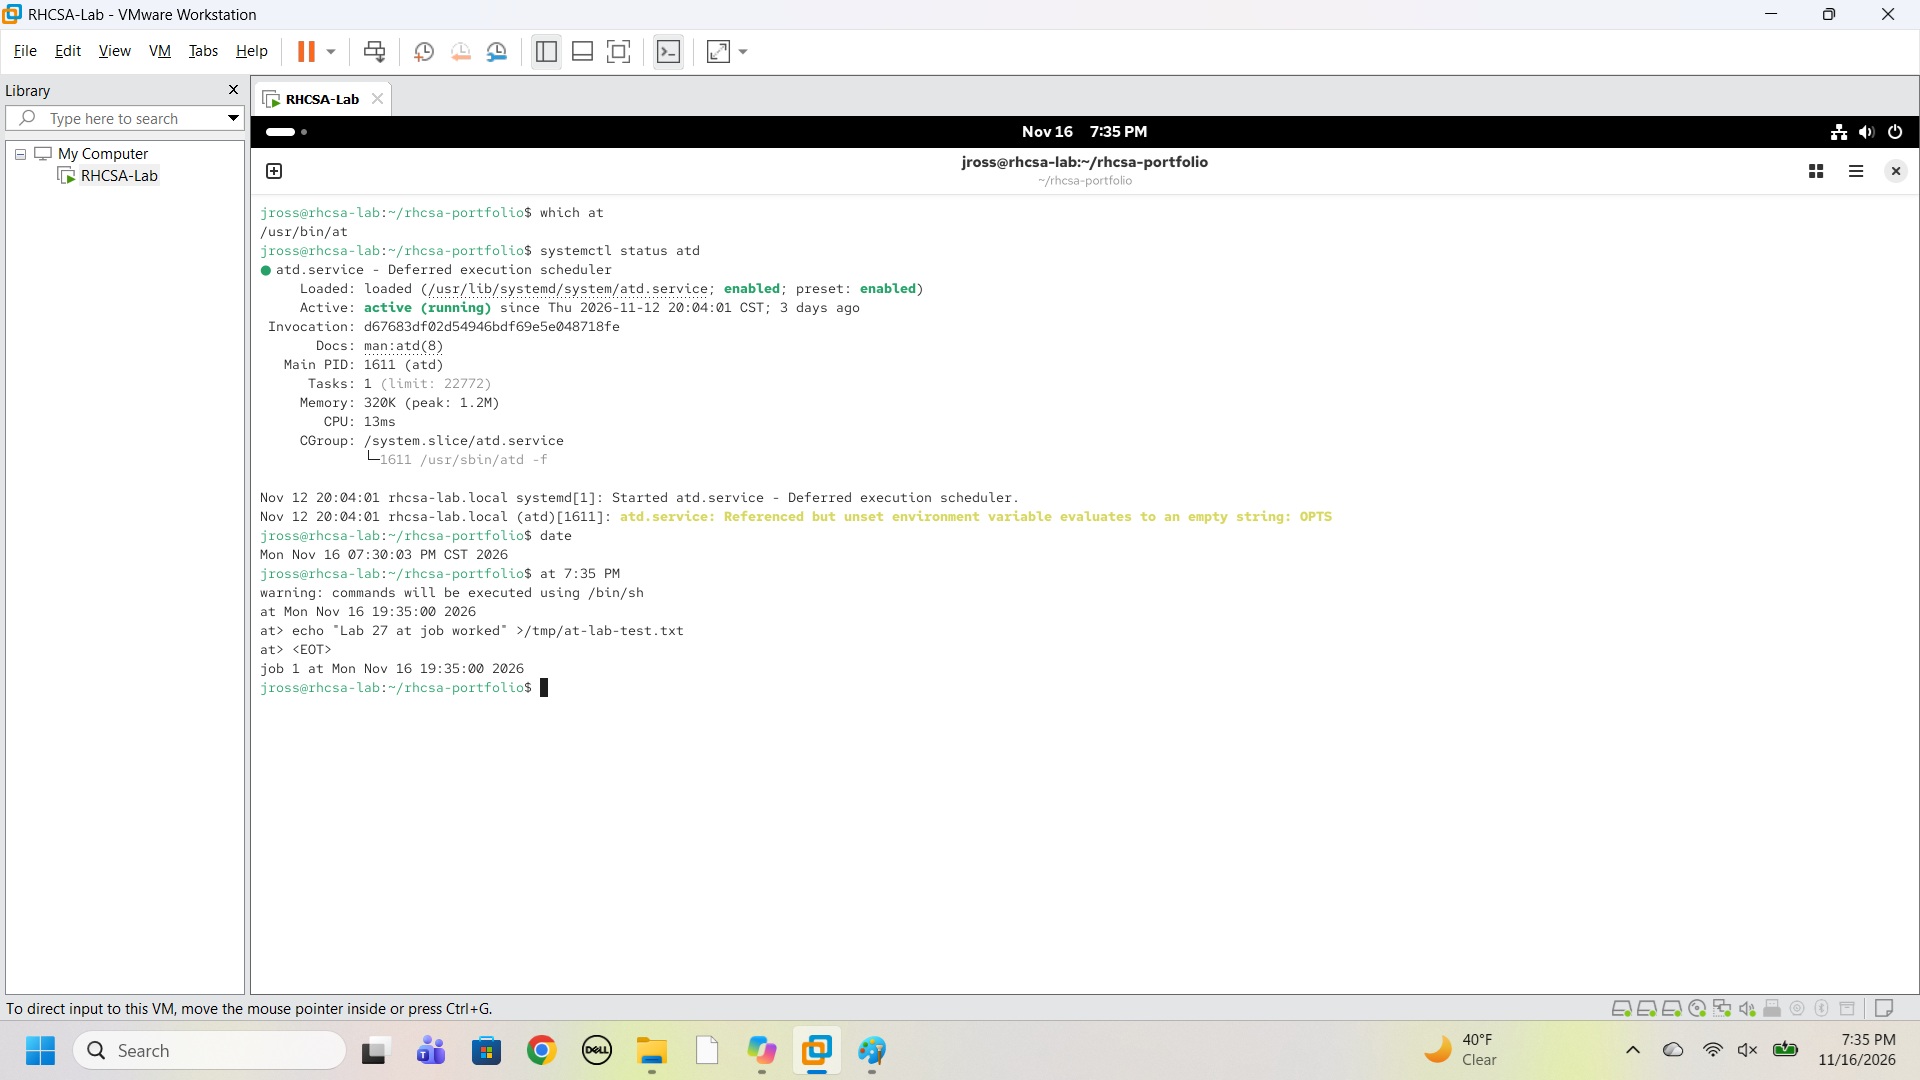 RHCSA-Lab - VMware Workstation
File Edit View VM Tabs Help
Library
Type here to search
My Computer
RHCSA-Lab
RHCSA-Lab
Nov 16 7:35 PM
jross@rhcsa-lab:~/rhcsa-portfolio
~/rhcsa-portfolio
jross@rhcsa-lab:~/rhcsa-portfolio$ which at
/usr/bin/at
jross@rhcsa-lab:~/rhcsa-portfolio$ systemctl status atd
● atd.service - Deferred execution scheduler
Loaded: loaded (/usr/lib/systemd/system/atd.service; enabled; preset: enabled)
Active: active (running) since Thu 2026-11-12 20:04:01 CST; 3 days ago
Invocation: d67683df02d54946bdf69e5e048718fe
Docs: man:atd(8)
Main PID: 1611 (atd)
Tasks: 1 (limit: 22772)
Memory: 320K (peak: 1.2M)
CPU: 13ms
CGroup: /system.slice/atd.service
└─1611 /usr/sbin/atd -f
Nov 12 20:04:01 rhcsa-lab.local systemd[1]: Started atd.service - Deferred execution scheduler.
Nov 12 20:04:01 rhcsa-lab.local (atd)[1611]: atd.service: Referenced but unset environment variable evaluates to an empty string: OPTS
jross@rhcsa-lab:~/rhcsa-portfolio$ date
Mon Nov 16 07:30:03 PM CST 2026
jross@rhcsa-lab:~/rhcsa-portfolio$ at 7:35 PM
warning: commands will be executed using /bin/sh
at Mon Nov 16 19:35:00 2026
at> echo "Lab 27 at job worked" >/tmp/at-lab-test.txt
at> <EOT>
job 1 at Mon Nov 16 19:35:00 2026
jross@rhcsa-lab:~/rhcsa-portfolio$
To direct input to this VM, move the mouse pointer inside or press Ctrl+G.
Search
DELL
40°F
Clear
7:35 PM
11/16/2026